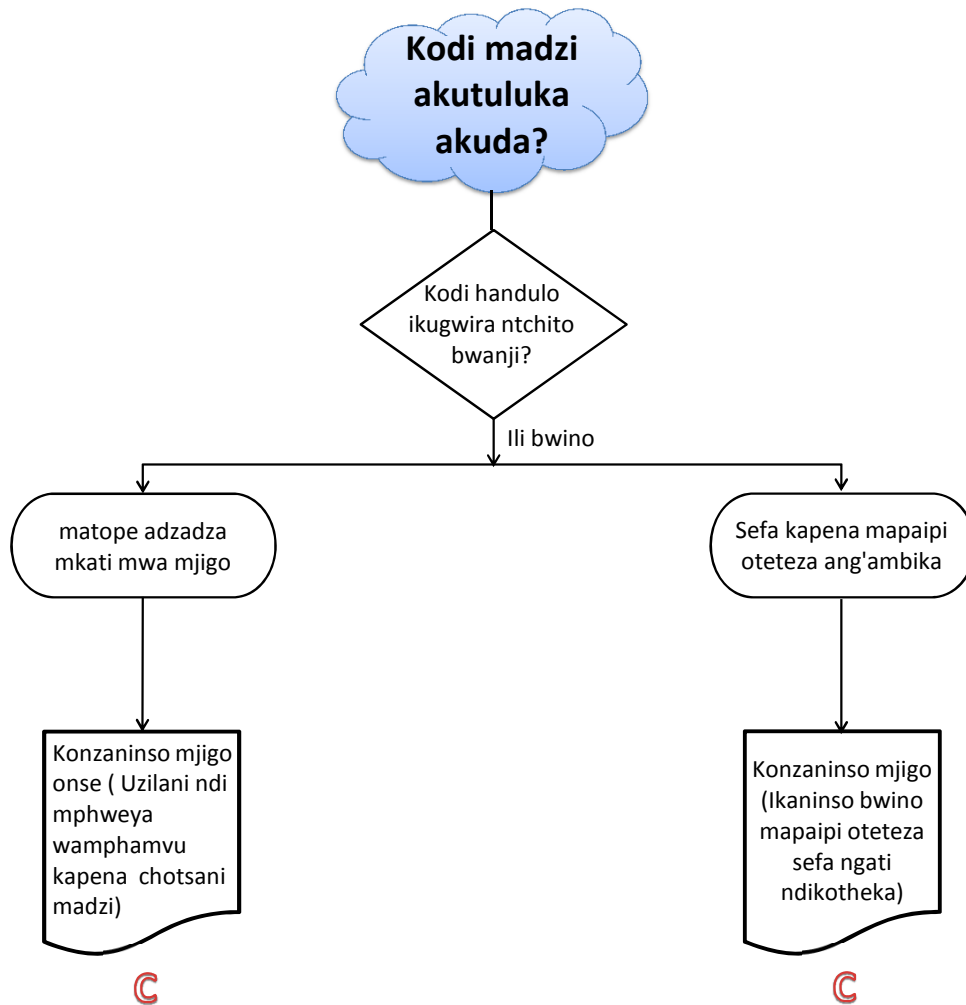 Kodi madzi
akutuluka
akuda?
Kodi handulo
ikugwira ntchito
bwanji?
Ili bwino
matope adzadza
mkati mwa mjigo
Sefa kapena mapaipi
oteteza ang'ambika
Konzaninso mjigo
onse ( Uzilani ndi
mphweya
wamphamvu
kapena chotsani
madzi)
Konzaninso mjigo
(Ikaninso bwino
mapaipi oteteza
sefa ngati
ndikotheka)
C
C